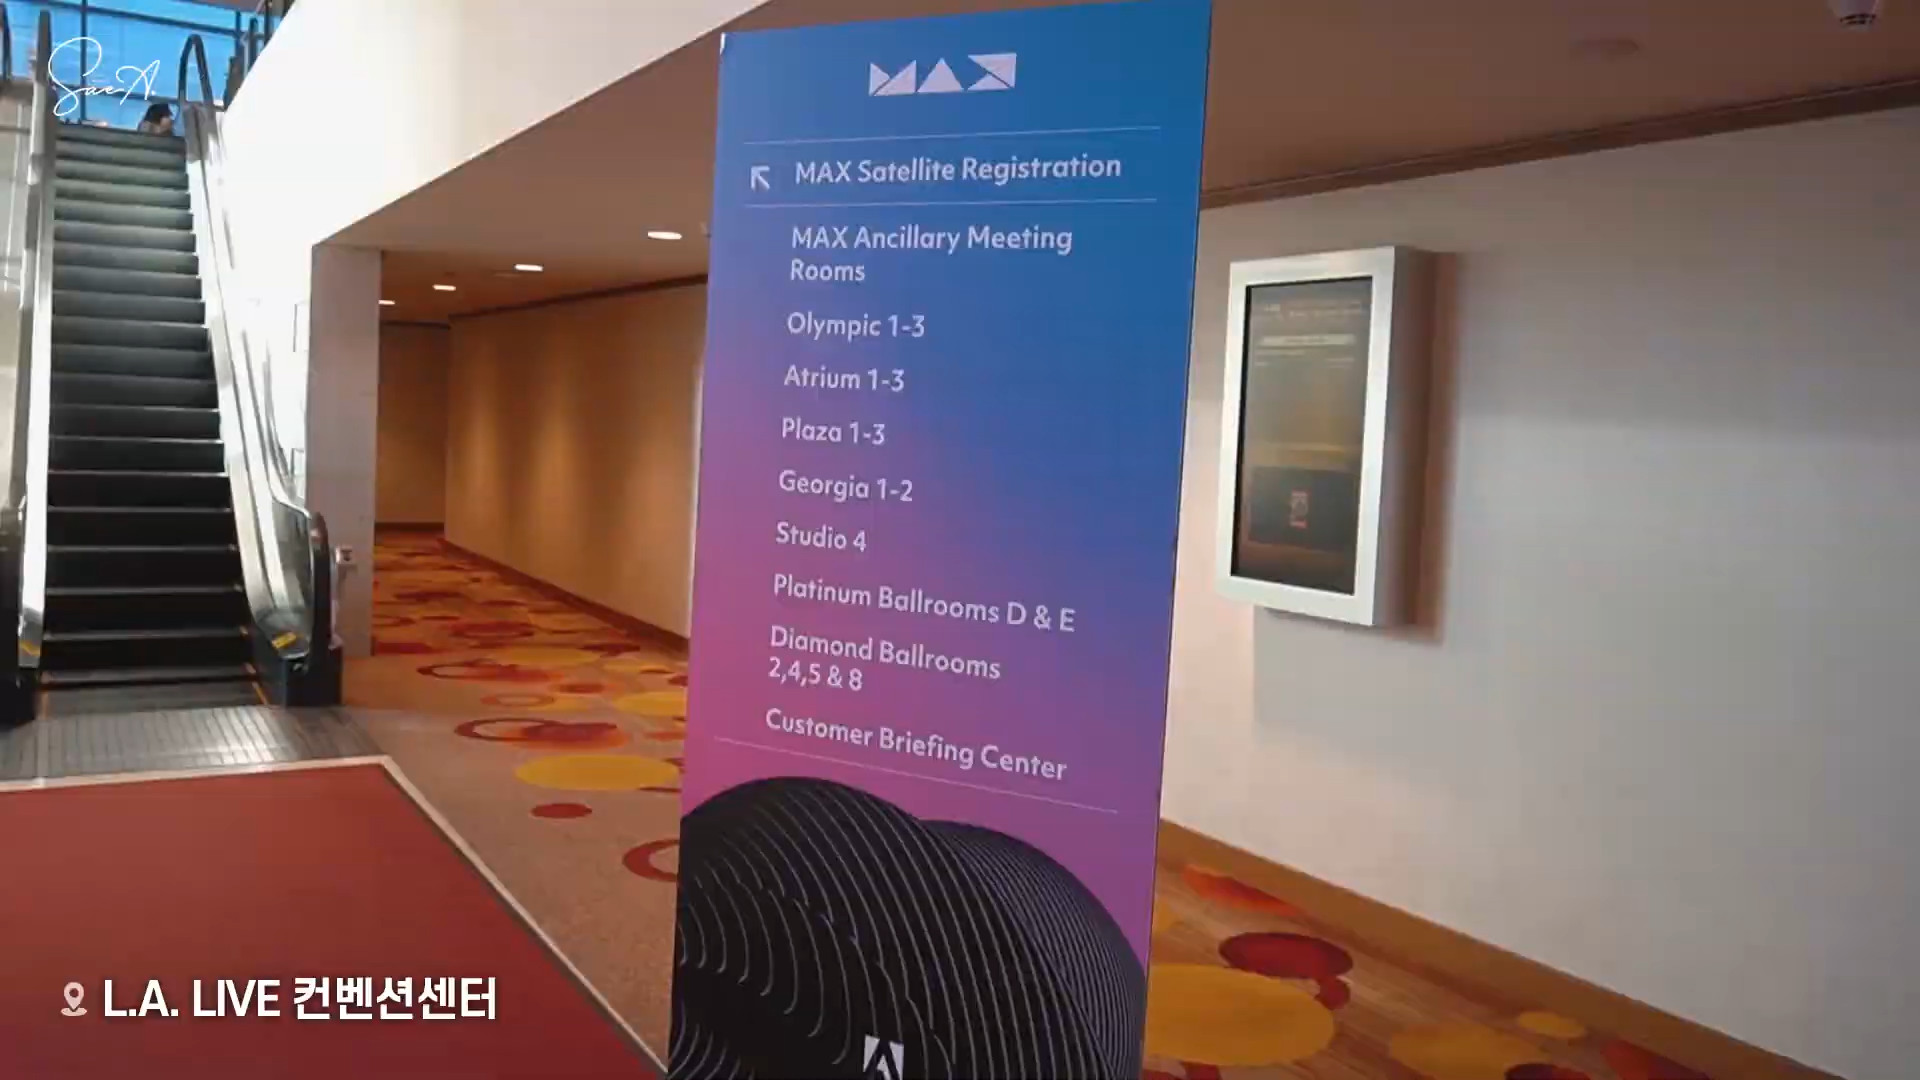 SaeA.
MAX
MAX Satellite Registration
MAX Ancillary Meeting
Rooms
Olympic 1-3
Atrium 1-3
Plaza 1-3
Georgia 1-2
Studio 4
Platinum Ballrooms D & E
Diamond Ballrooms
2,4,5 & 8
Customer Briefing Center
L.A. LIVE 컨벤션센터